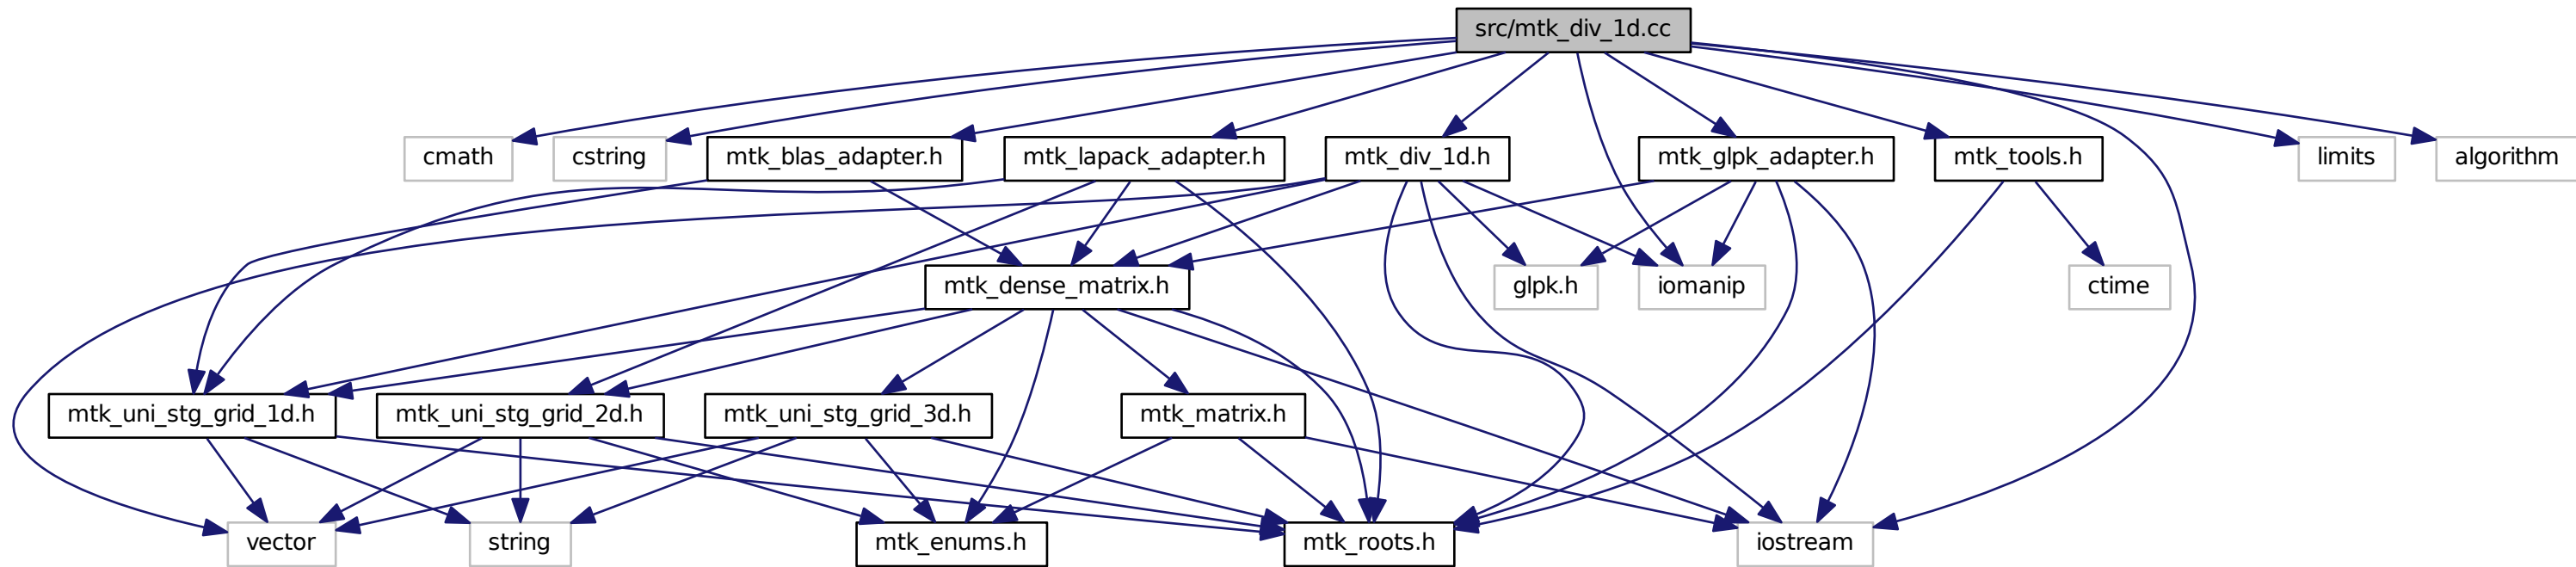 src/mtk_div_1d.cc
cmath
cstring
mtk_blas_adapter.h
mtk_lapack_adapter.h
mtk_div_1d.h
mtk_glpk_adapter.h
mtk_tools.h
limits
algorithm
mtk_dense_matrix.h
glpk.h
iomanip
ctime
mtk_uni_stg_grid_1d.h
mtk_uni_stg_grid_2d.h
mtk_uni_stg_grid_3d.h
mtk_matrix.h
vector
string
mtk_enums.h
mtk_roots.h
iostream